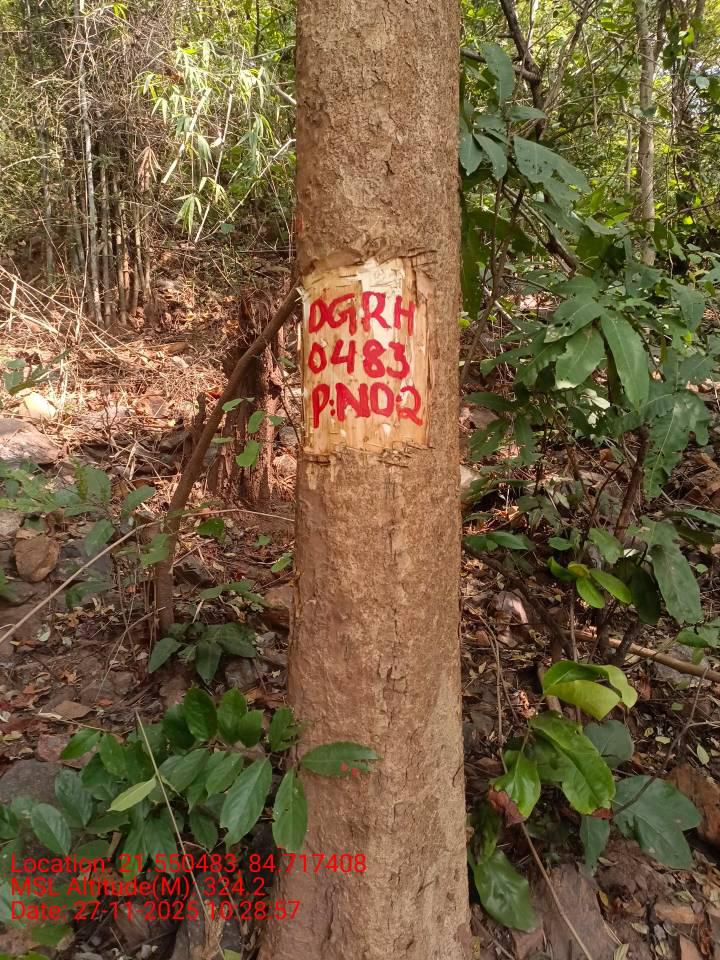 DGRH
0483
P:NO2
Location: 21.550483, 84.717408
MSL Altitude(M): 324.2
Date: 27-11-2025 10:28:57